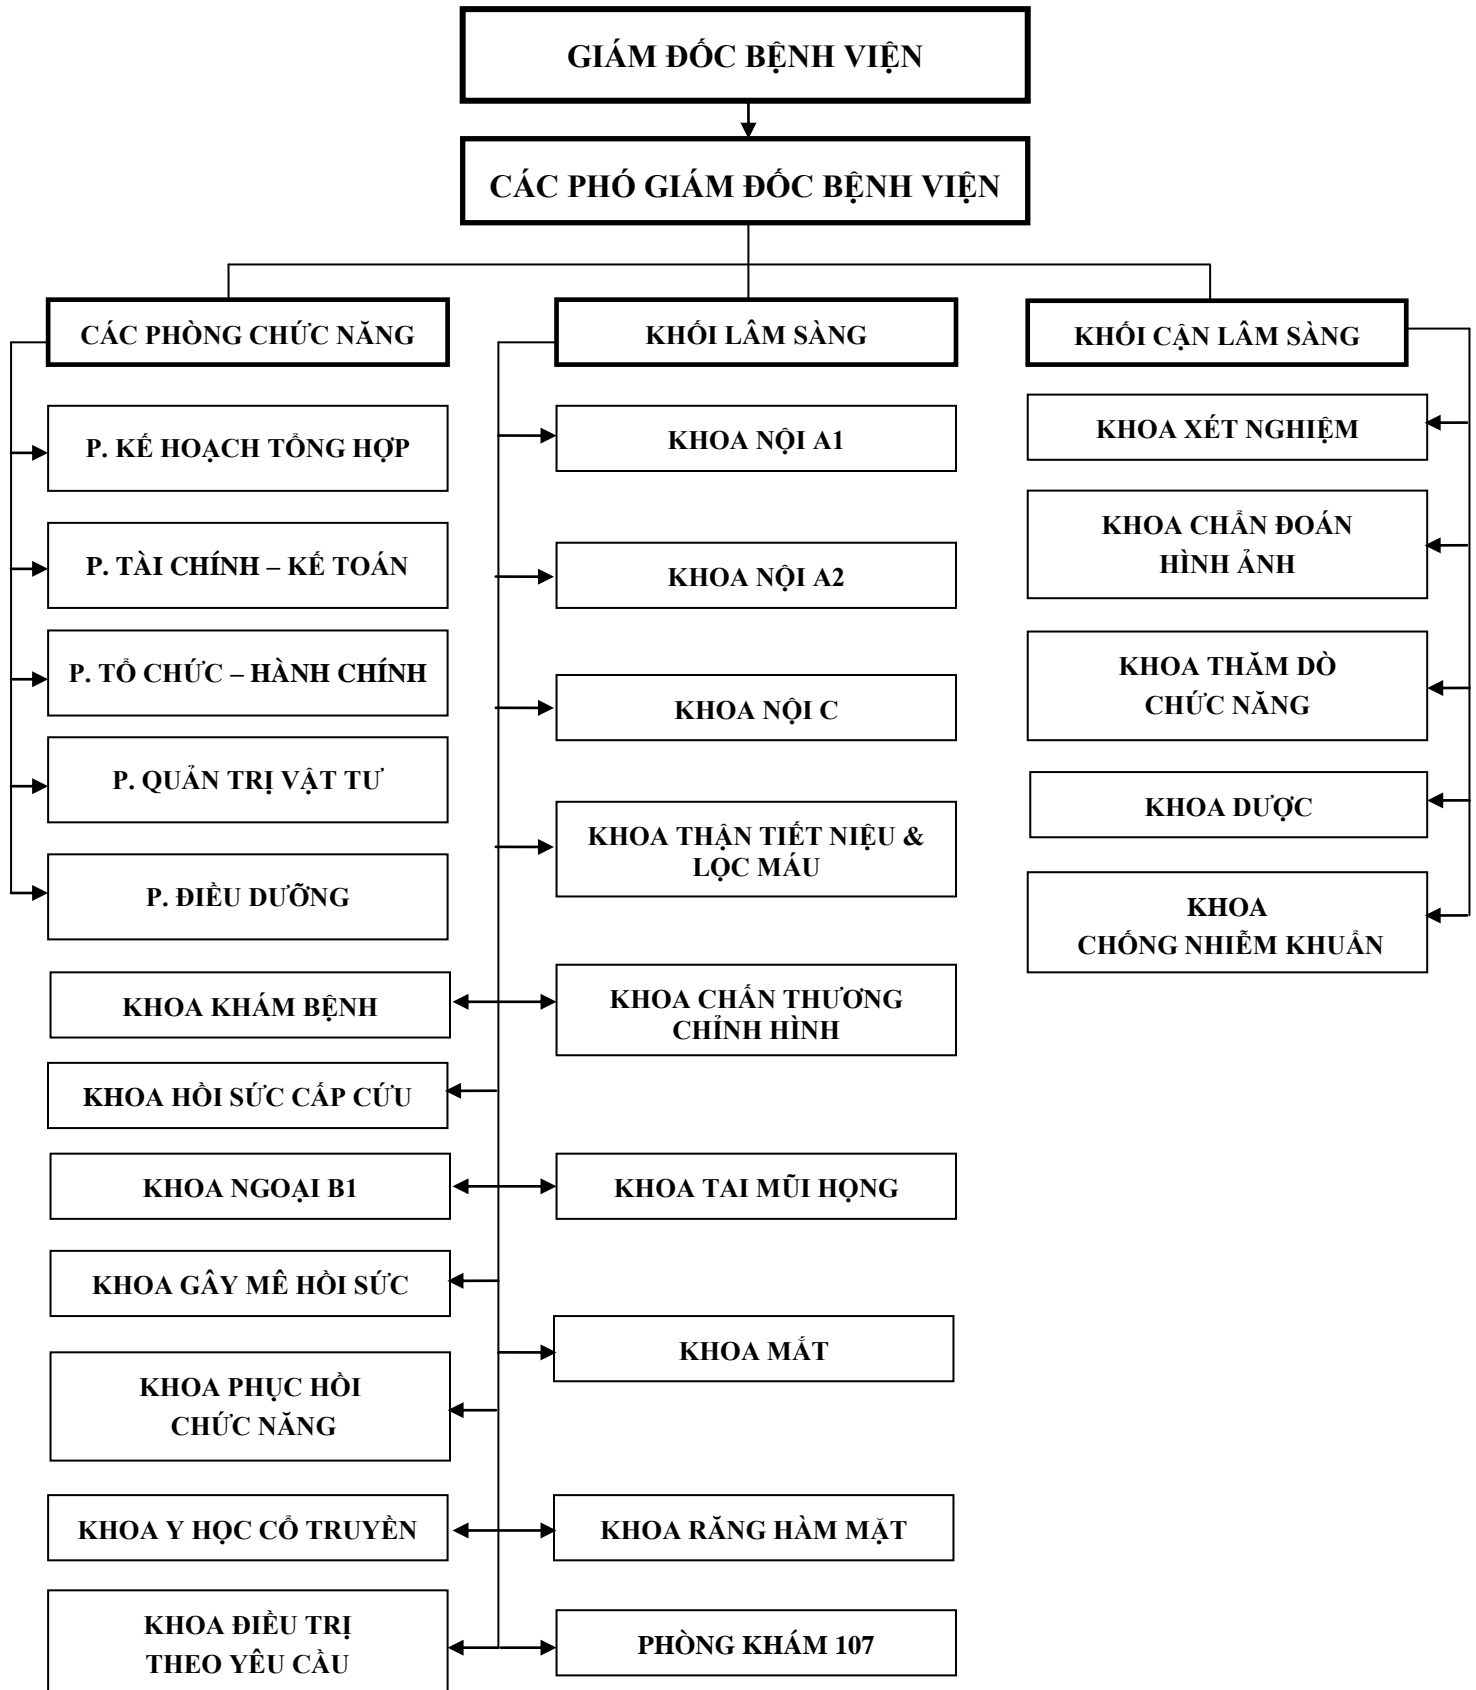 GIÁM ĐỐC BỆNH VIỆN
CÁC PHÓ GIÁM ĐỐC BỆNH VIỆN
CÁC PHÒNG CHỨC NĂNG
P. KẾ HOẠCH TỔNG HỢP
P. TÀI CHÍNH – KẾ TOÁN
P. TỔ CHỨC – HÀNH CHÍNH
P. QUẢN TRỊ VẬT TƯ
P. ĐIỀU DƯỠNG
KHỐI LÂM SÀNG
KHOA NỘI A1
KHOA NỘI A2
KHOA NỘI C
KHOA THẬN TIẾT NIỆU &
LỌC MÁU
KHOA KHÁM BỆNH
KHOA CHẤN THƯƠNG
CHỈNH HÌNH
KHOA HỒI SỨC CẤP CỨU
KHOA NGOẠI B1
KHOA TAI MŨI HỌNG
KHOA GÂY MÊ HỒI SỨC
KHOA MẮT
KHOA PHỤC HỒI
CHỨC NĂNG
KHOA Y HỌC CỔ TRUYỀN
KHOA RĂNG HÀM MẶT
KHOA ĐIỀU TRỊ
THEO YÊU CẦU
PHÒNG KHÁM 107
KHỐI CẬN LÂM SÀNG
KHOA XÉT NGHIỆM
KHOA CHẨN ĐOÁN
HÌNH ẢNH
KHOA THĂM DÒ
CHỨC NĂNG
KHOA DƯỢC
KHOA
CHỐNG NHIỄM KHUẨN